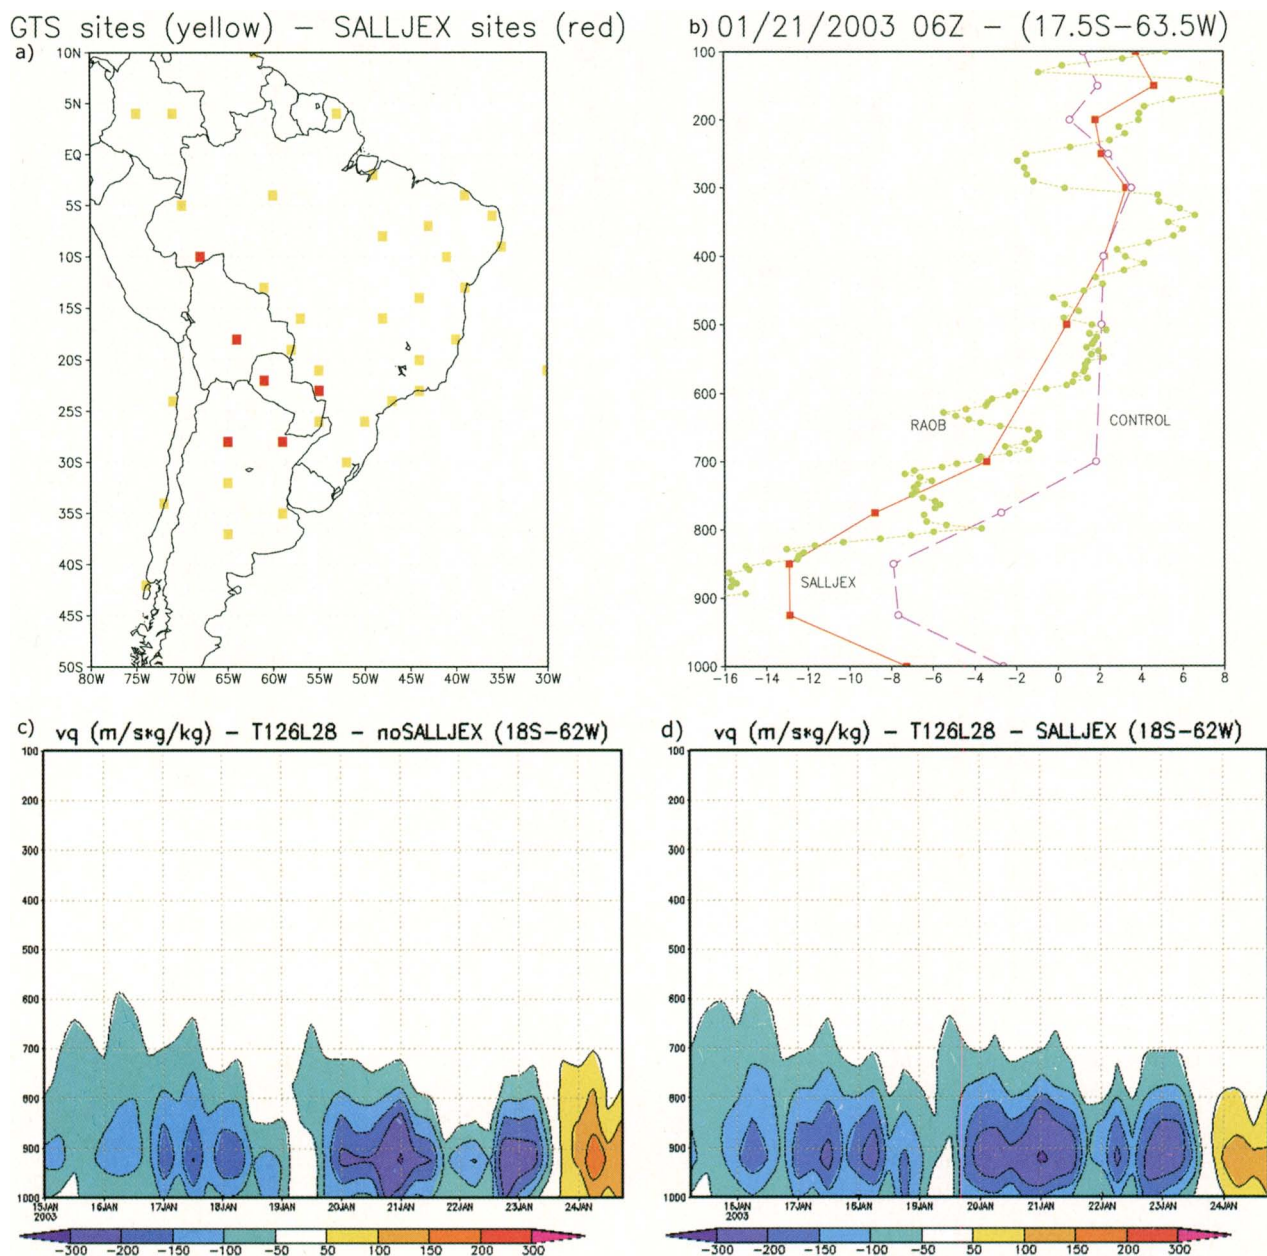 GTS sites (yellow) – SALLJEX sites (red)
a)
10N
5N
EQ
5S
10S
15S
20S
25S
30S
35S
40S
45S
50S
80W 75W 70W 65W 60W 55W 50W 45W 40W 35W 30W
b) 01/21/2003 06Z – (17.5S–63.5W)
100
200
300
400
500
600
700
800
900
1000
RAOB
CONTROL
SALLJEX
-16 -14 -12 -10 -8 -6 -4 -2 0 2 4 6 8
c) vq (m/s*g/kg) – T126L28 – noSALLJEX (18S–62W)
100
200
300
400
500
600
700
800
900
1000
15JAN 16JAN 17JAN 18JAN 19JAN 20JAN 21JAN 22JAN 23JAN 24JAN
2003
-300 -200 -150 -100 -50 50 100 150 200 300
d) vq (m/s*g/kg) – T126L28 – SALLJEX (18S–62W)
100
200
300
400
500
600
700
800
900
1000
15JAN 16JAN 17JAN 18JAN 19JAN 20JAN 21JAN 22JAN 23JAN 24JAN
2003
-300 -200 -150 -100 -50 50 100 150 200 300